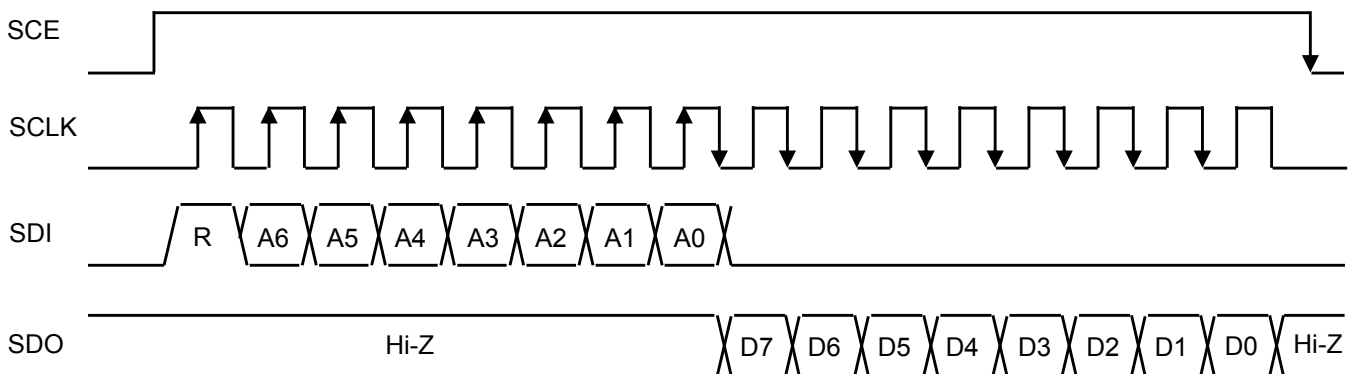 SCE
SCLK
SDI R A6 A5 A4 A3 A2 A1 A0
SDO Hi-Z D7 D6 D5 D4 D3 D2 D1 D0 Hi-Z